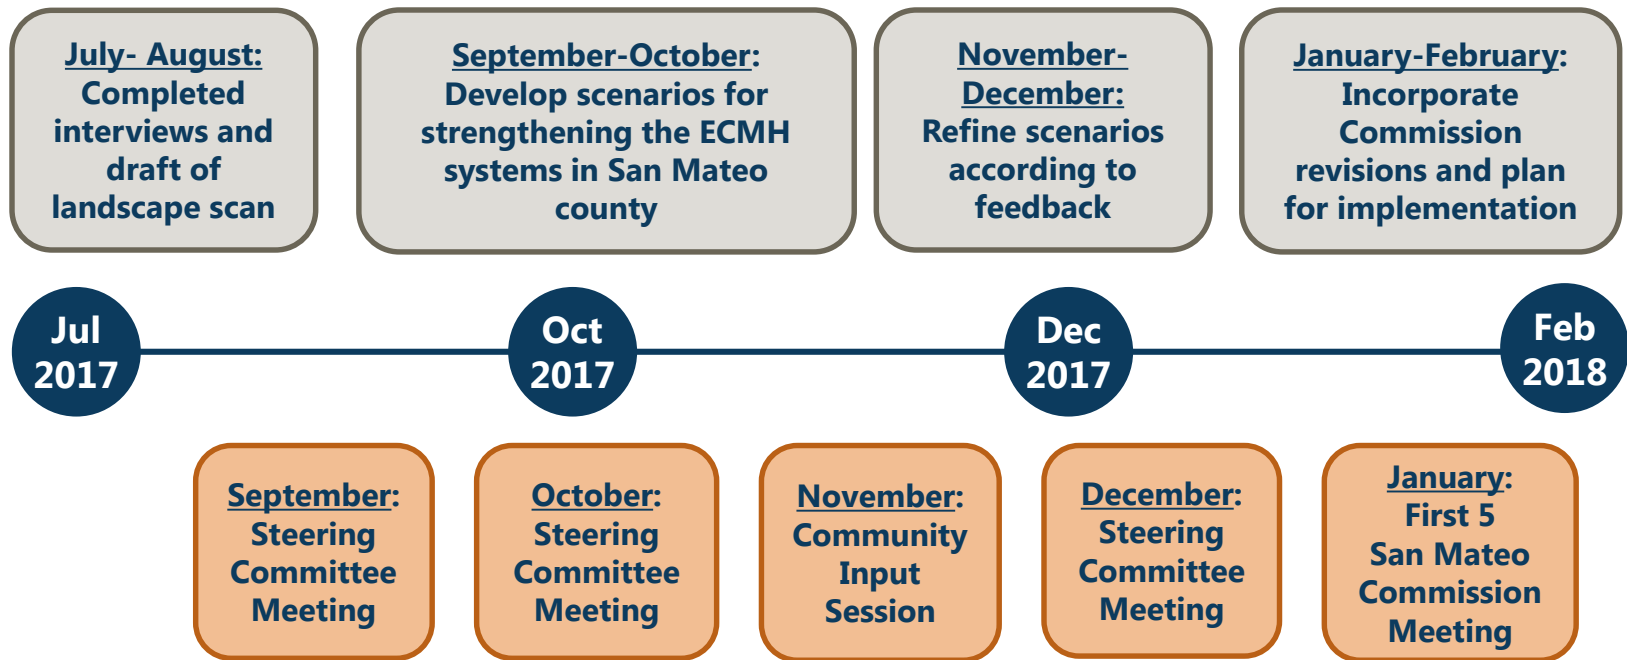 July- August:
Completed
interviews and
draft of
landscape scan
September-October:
Develop scenarios for
strengthening the ECMH
systems in San Mateo
county
November-
December:
Refine scenarios
according to
feedback
January-February:
Incorporate
Commission
revisions and plan
for implementation
Jul
2017
Oct
2017
Dec
2017
Feb
2018
September:
Steering
Committee
Meeting
October:
Steering
Committee
Meeting
November:
Community
Input
Session
December:
Steering
Committee
Meeting
January:
First 5
San Mateo
Commission
Meeting